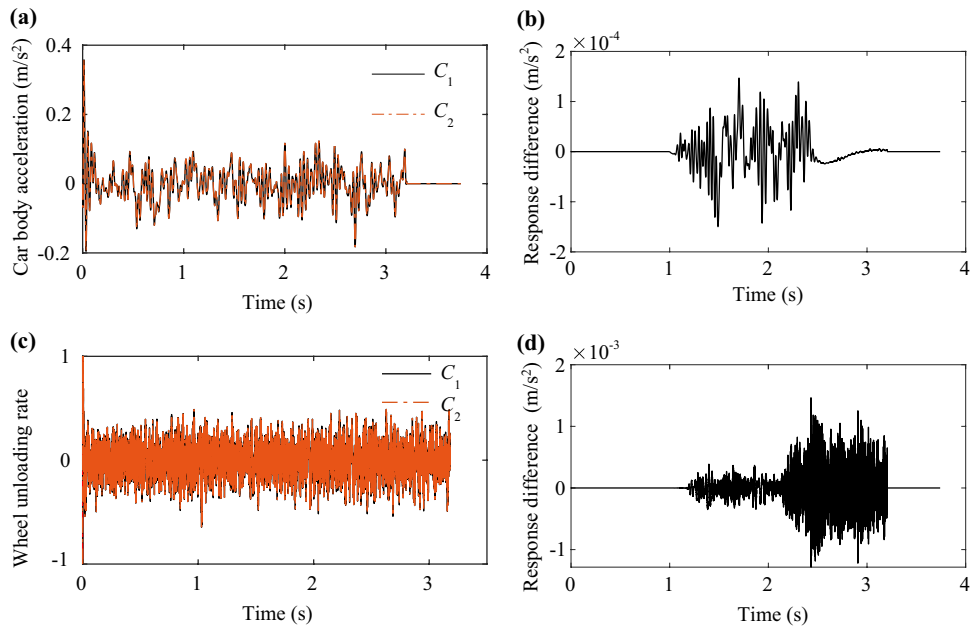 (a)
Car body acceleration (m/s²)
0.4
0.2
0
-0.2
C₁
C₂
0 1 2 3 4
Time (s)
(b)
×10⁻⁴
Response difference (m/s²)
2
1
0
-1
-2
0 1 2 3 4
Time (s)
(c)
Wheel unloading rate
1
0
-1
C₁
C₂
0 1 2 3
Time (s)
(d)
×10⁻³
Response difference (m/s²)
2
1
0
-1
0 1 2 3 4
Time (s)